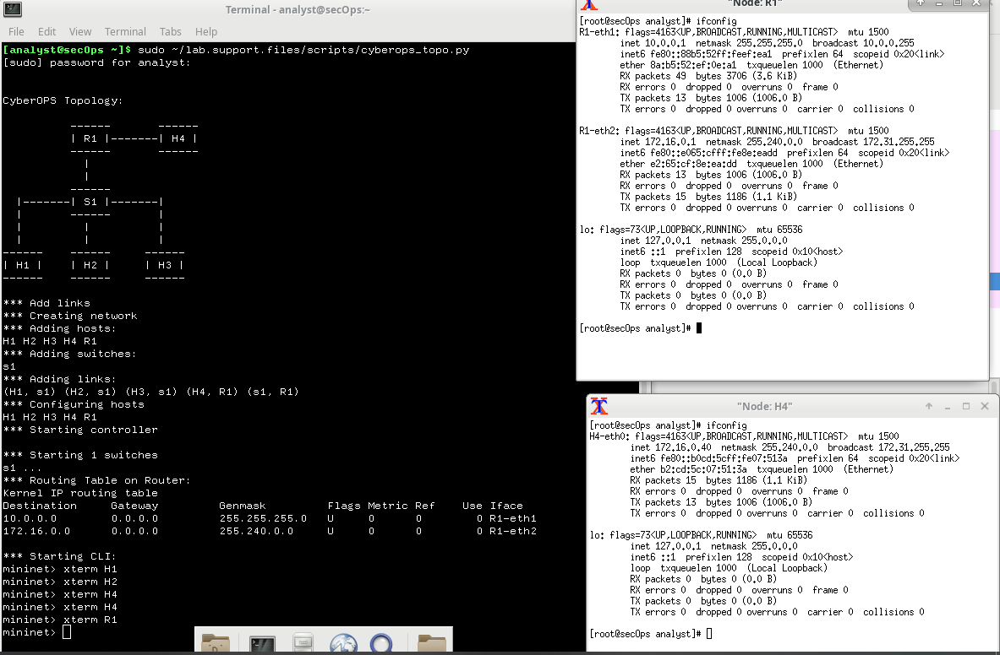 Terminal - analyst@secOps:~
File Edit View Terminal Tabs Help
[analyst@secOps ~]$ sudo ~/lab.support.files/scripts/cyberops_topo.py
[sudo] password for analyst:
CyberOPS Topology:
------ ------
| R1 |-------| H4 |
------ ------
|
|
------
|-------| S1 |-------|
| ------ |
| | |
| | |
------ ------ ------
| H1 | | H2 | | H3 |
------ ------ ------
*** Add links
*** Creating network
*** Adding hosts:
H1 H2 H3 H4 R1
*** Adding switches:
s1
*** Adding links:
(H1, s1) (H2, s1) (H3, s1) (H4, R1) (s1, R1)
*** Configuring hosts
H1 H2 H3 H4 R1
*** Starting controller
*** Starting 1 switches
s1 ...
*** Routing Table on Router:
Kernel IP routing table
Destination Gateway Genmask Flags Metric Ref Use Iface
10.0.0.0 0.0.0.0 255.255.255.0 U 0 0 0 R1-eth1
172.16.0.0 0.0.0.0 255.240.0.0 U 0 0 0 R1-eth2
*** Starting CLI:
mininet> xterm H1
mininet> xterm H2
mininet> xterm H4
mininet> xterm H4
mininet> xterm R1
mininet>
"Node: R1"
[root@secOps analyst]# ifconfig
R1-eth1: flags=4163<UP,BROADCAST,RUNNING,MULTICAST> mtu 1500
inet 10.0.0.1 netmask 255.255.255.0 broadcast 10.0.0.255
inet6 fe80::88b5:52ff:feef:ea1 prefixlen 64 scopeid 0x20<link>
ether 8a:b5:52:ef:0e:a1 txqueuelen 1000 (Ethernet)
RX packets 49 bytes 3706 (3.6 KiB)
RX errors 0 dropped 0 overruns 0 frame 0
TX packets 13 bytes 1006 (1006.0 B)
TX errors 0 dropped 0 overruns 0 carrier 0 collisions 0
R1-eth2: flags=4163<UP,BROADCAST,RUNNING,MULTICAST> mtu 1500
inet 172.16.0.1 netmask 255.240.0.0 broadcast 172.31.255.255
inet6 fe80::e065:cfff:fe8e:eadd prefixlen 64 scopeid 0x20<link>
ether e2:65:cf:8e:ea:dd txqueuelen 1000 (Ethernet)
RX packets 13 bytes 1006 (1006.0 B)
RX errors 0 dropped 0 overruns 0 frame 0
TX packets 15 bytes 1186 (1.1 KiB)
TX errors 0 dropped 0 overruns 0 carrier 0 collisions 0
lo: flags=73<UP,LOOPBACK,RUNNING> mtu 65536
inet 127.0.0.1 netmask 255.0.0.0
inet6 ::1 prefixlen 128 scopeid 0x10<host>
loop txqueuelen 1000 (Local Loopback)
RX packets 0 bytes 0 (0.0 B)
RX errors 0 dropped 0 overruns 0 frame 0
TX packets 0 bytes 0 (0.0 B)
TX errors 0 dropped 0 overruns 0 carrier 0 collisions 0
[root@secOps analyst]#
"Node: H4"
[root@secOps analyst]# ifconfig
H4-eth0: flags=4163<UP,BROADCAST,RUNNING,MULTICAST> mtu 1500
inet 172.16.0.40 netmask 255.240.0.0 broadcast 172.31.255.255
inet6 fe80::b0cd:5cff:fe07:513a prefixlen 64 scopeid 0x20<link>
ether b2:cd:5c:07:51:3a txqueuelen 1000 (Ethernet)
RX packets 15 bytes 1186 (1.1 KiB)
RX errors 0 dropped 0 overruns 0 frame 0
TX packets 13 bytes 1006 (1006.0 B)
TX errors 0 dropped 0 overruns 0 carrier 0 collisions 0
lo: flags=73<UP,LOOPBACK,RUNNING> mtu 65536
inet 127.0.0.1 netmask 255.0.0.0
inet6 ::1 prefixlen 128 scopeid 0x10<host>
loop txqueuelen 1000 (Local Loopback)
RX packets 0 bytes 0 (0.0 B)
RX errors 0 dropped 0 overruns 0 frame 0
TX packets 0 bytes 0 (0.0 B)
TX errors 0 dropped 0 overruns 0 carrier 0 collisions 0
[root@secOps analyst]#